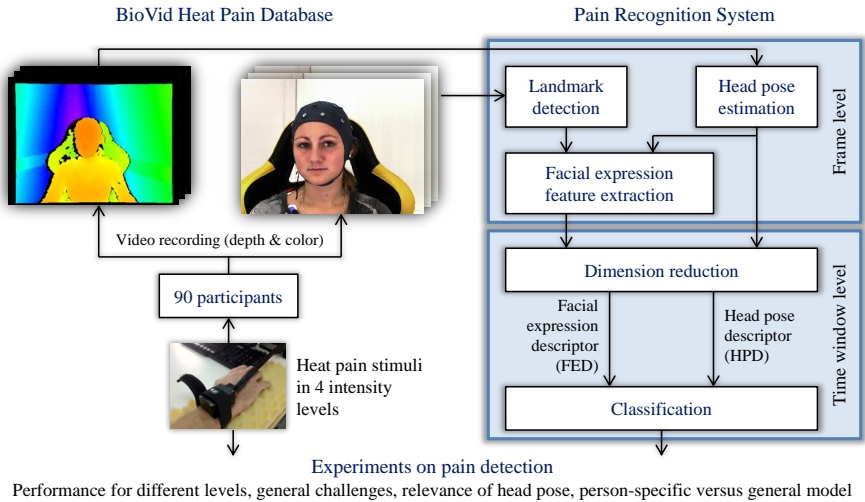 BioVid Heat Pain Database
Pain Recognition System
Landmark
detection
Head pose
estimation
Facial expression
feature extraction
Frame level
Video recording (depth & color)
90 participants
Heat pain stimuli
in 4 intensity
levels
Dimension reduction
Facial
expression
descriptor
(FED)
Head pose
descriptor
(HPD)
Classification
Time window level
Experiments on pain detection
Performance for different levels, general challenges, relevance of head pose, person-specific versus general model